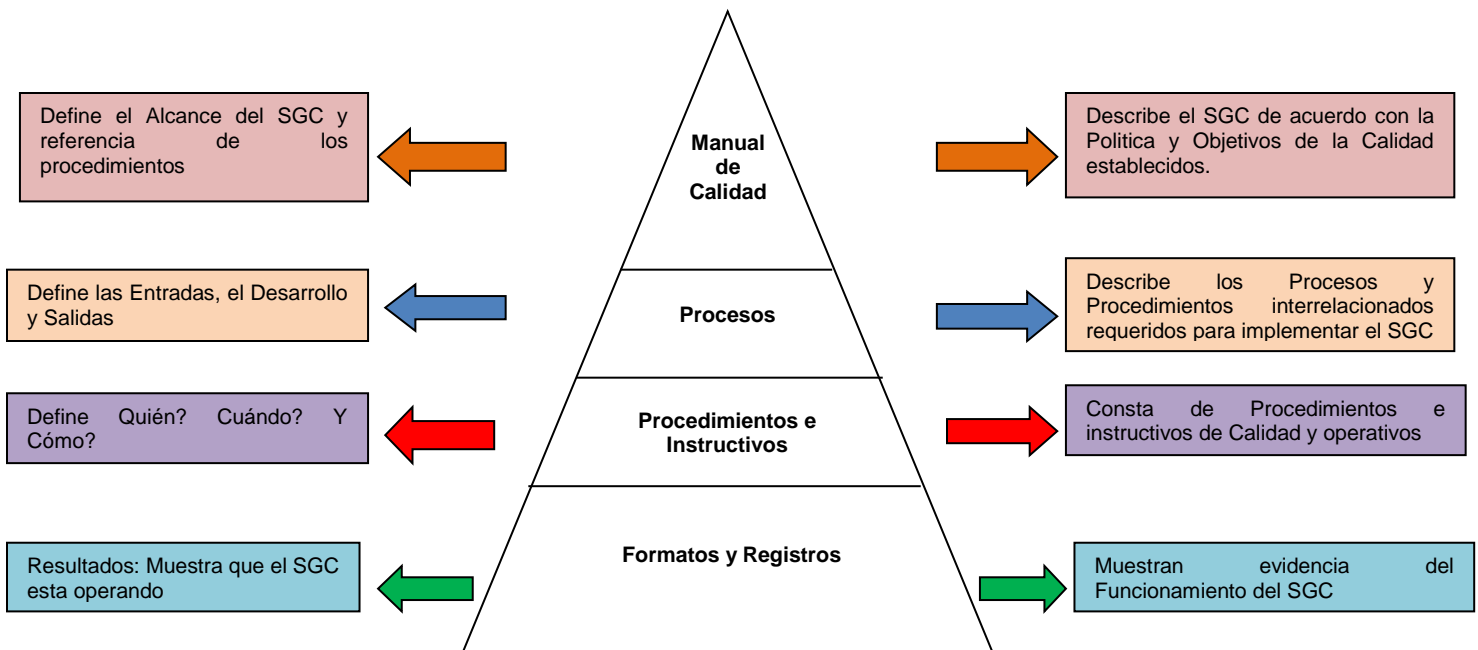 Define el Alcance del SGC y
referencia de los
procedimientos
Manual
de
Calidad
Describe el SGC de acuerdo con la
Politica y Objetivos de la Calidad
establecidos.
Define las Entradas, el Desarrollo
y Salidas
Procesos
Describe los Procesos y
Procedimientos interrelacionados
requeridos para implementar el SGC
Define Quién? Cuándo? Y
Cómo?
Procedimientos e
Instructivos
Consta de Procedimientos e
instructivos de Calidad y operativos
Resultados: Muestra que el SGC
esta operando
Formatos y Registros
Muestran evidencia del
Funcionamiento del SGC